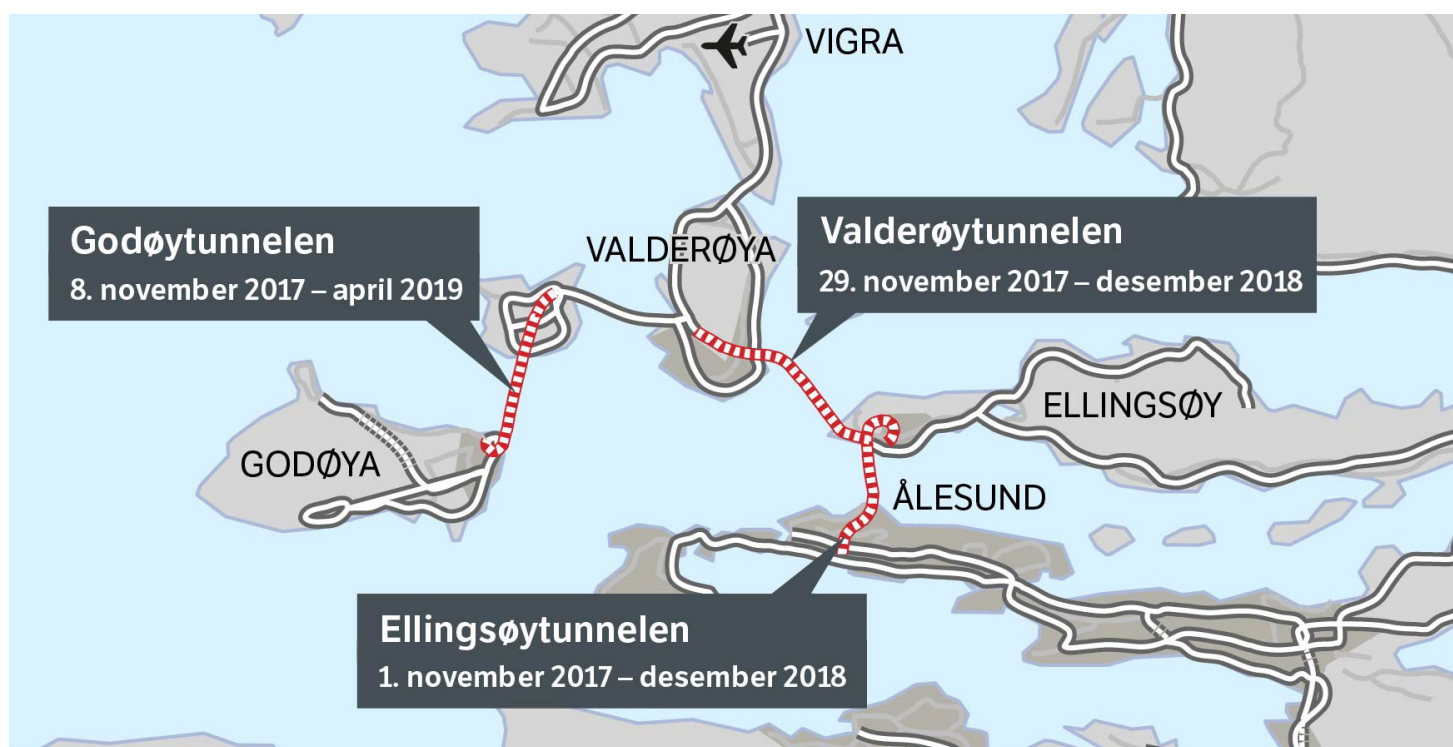 VIGRA
Godøytunnelen
8. november 2017 – april 2019
VALDERØYA
Valderøytunnelen
29. november 2017 – desember 2018
ELLINGSØY
GODØYA
ÅLESUND
Ellingsøytunnelen
1. november 2017 – desember 2018